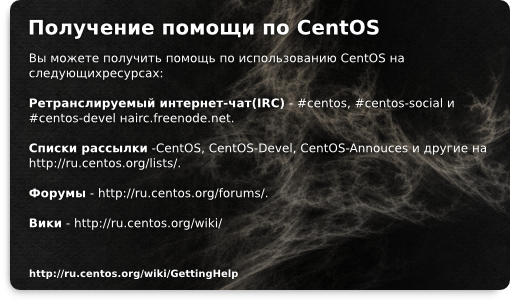 Получение помощи по CentOS
Вы можете получить помощь по использованию CentOS на
следующихресурсах:
Ретранслируемый интернет-чат(IRC) - #centos, #centos-social и
#centos-devel наirc.freenode.net.
Списки рассылки -CentOS, CentOS-Devel, CentOS-Annouces и другие на
http://ru.centos.org/lists/.
Форумы - http://ru.centos.org/forums/.
Вики - http://ru.centos.org/wiki/
http://ru.centos.org/wiki/GettingHelp